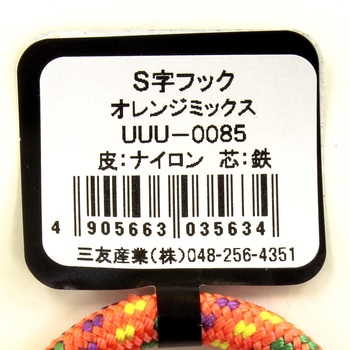 S字フック
オレンジミックス
UUU-0085
皮:ナイロン 芯:鉄
4 905663 035634
三友産業(株)048-256-4351